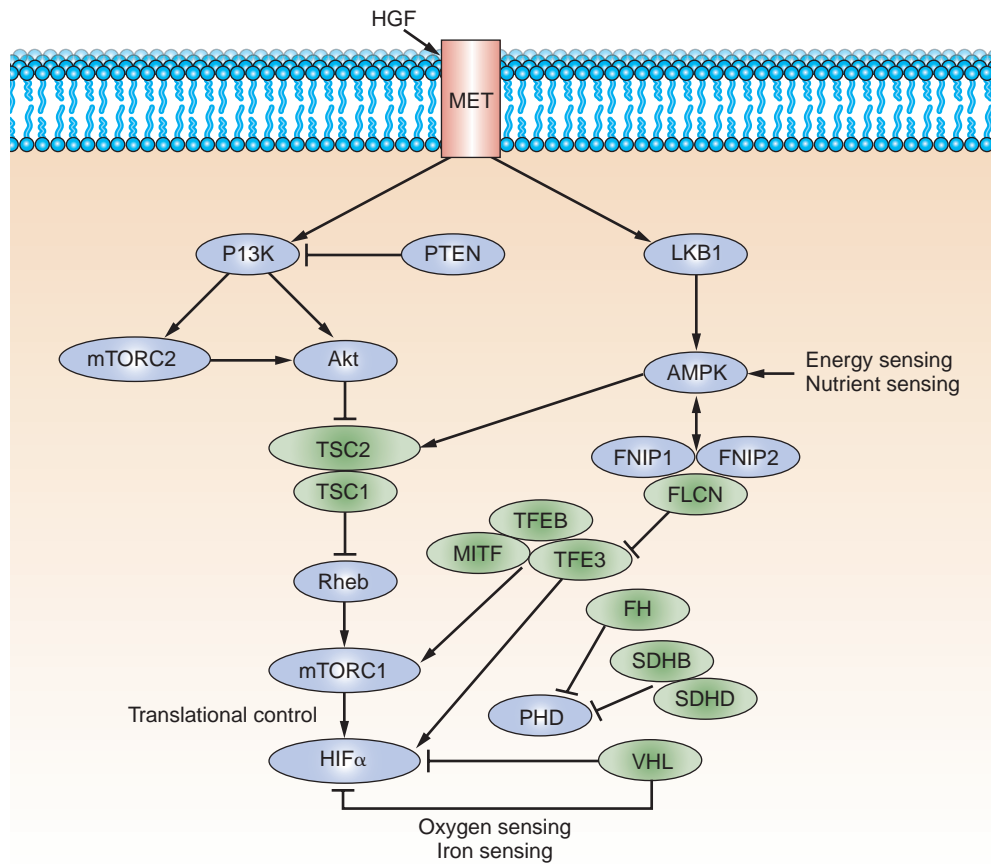 HGF
MET
P13K
PTEN
LKB1
mTORC2
Akt
AMPK
Energy sensing
Nutrient sensing
TSC2
FNIP1
FNIP2
TSC1
FLCN
TFEB
MITF
TFE3
Rheb
FH
mTORC1
SDHB
SDHD
Translational control
PHD
HIFα
VHL
Oxygen sensing
Iron sensing